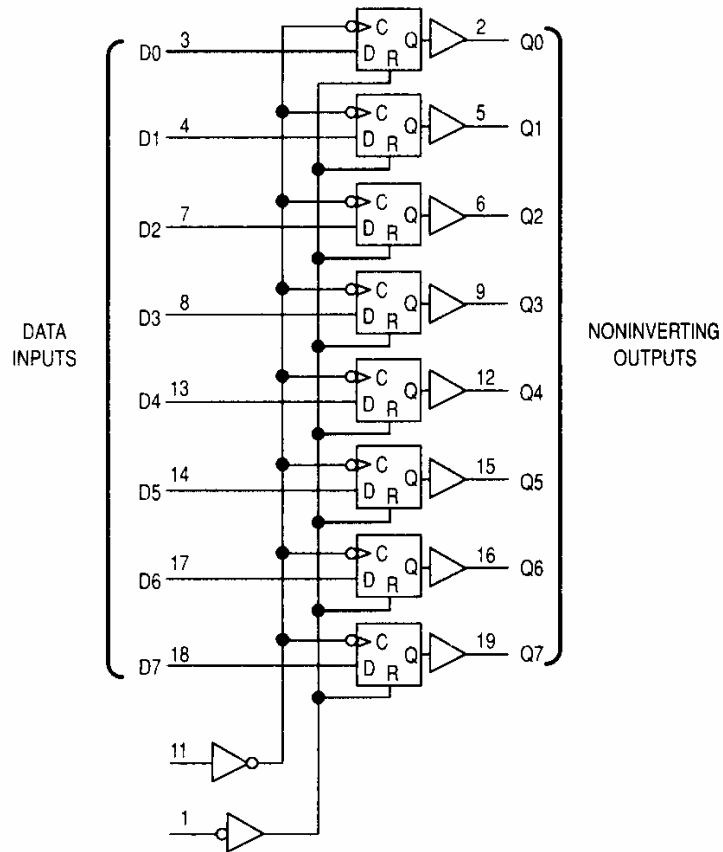 C
D0 3 D R Q 2 Q0
C
D1 4 D R Q 5 Q1
C
D2 7 D R Q 6 Q2
C
D3 8 D R Q 9 Q3
DATA
INPUTS
NONINVERTING
OUTPUTS
C
D4 13 D R Q 12 Q4
C
D5 14 D R Q 15 Q5
C
D6 17 D R Q 16 Q6
C
D7 18 D R Q 19 Q7
11
1